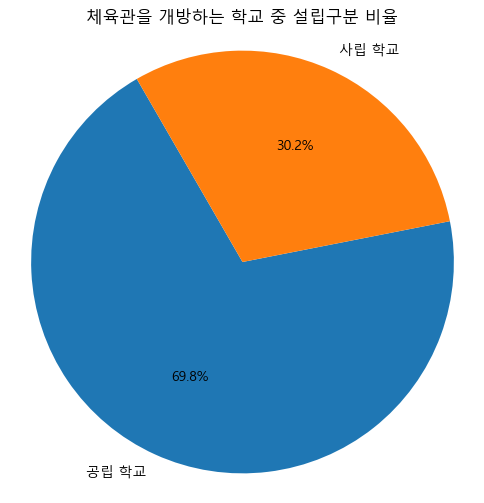 체육관을 개방하는 학교 중 설립구분 비율
사립 학교
30.2%
69.8%
공립 학교